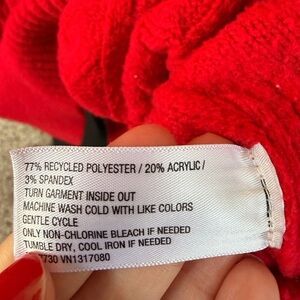 77% RECYCLED POLYESTER / 20% ACRYLIC /
3% SPANDEX
TURN GARMENT INSIDE OUT
MACHINE WASH COLD WITH LIKE COLORS
GENTLE CYCLE
ONLY NON-CHLORINE BLEACH IF NEEDED
TUMBLE DRY, COOL IRON IF NEEDED
VN1317080